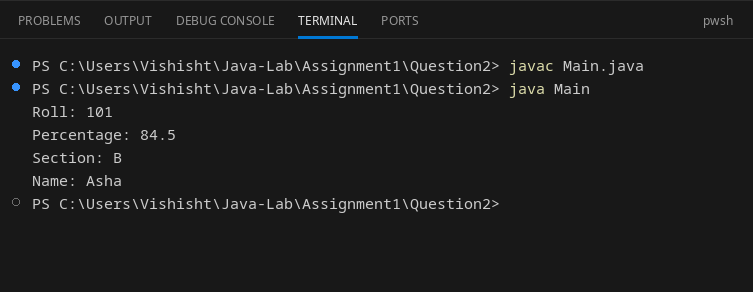 PROBLEMS OUTPUT DEBUG CONSOLE TERMINAL PORTS pwsh
PS C:\Users\Vishisht\Java-Lab\Assignment1\Question2> javac Main.java
PS C:\Users\Vishisht\Java-Lab\Assignment1\Question2> java Main
Roll: 101
Percentage: 84.5
Section: B
Name: Asha
PS C:\Users\Vishisht\Java-Lab\Assignment1\Question2>